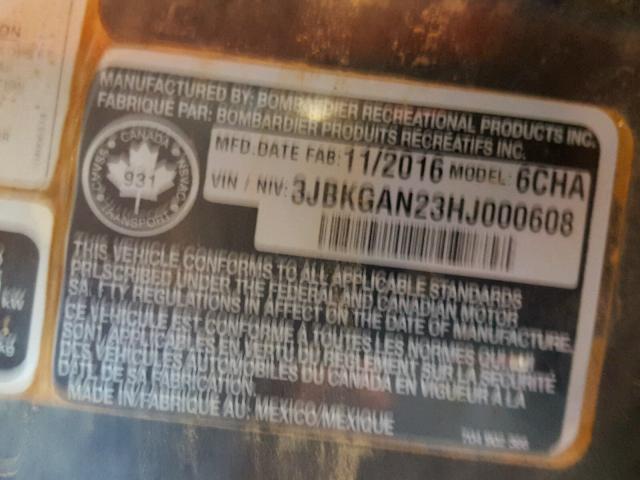 ON
MANUFACTURED BY: BOMBARDIER RECREATIONAL PRODUCTS INC.
FABRIQUÉ PAR: BOMBARDIER PRODUITS RÉCRÉATIFS INC.
CANADA
931
TRANSPORT
MFD. DATE FAB: 11/2016 MODEL: 6CHA
VIN / NIV: 3JBKGAN23HJ000608
THIS VEHICLE CONFORMS TO ALL APPLICABLE STANDARDS
PRESCRIBED UNDER THE FEDERAL AND CANADIAN MOTOR
SAFETY REGULATIONS IN AFFECT ON THE DATE OF MANUFACTURE.
CE VÉHICULE EST CONFORME À TOUTES LES NORMES QUI
SONT APPLICABLES EN VERTU DU RÈGLEMENT SUR LA SÉCURITÉ
DES VÉHICULES AUTOMOBILES DU CANADA EN VIGUEUR À LA
DATE DE SA FABRICATION.
MADE IN/FABRIQUÉ AU: MEXICO/MEXIQUE
kW
kg